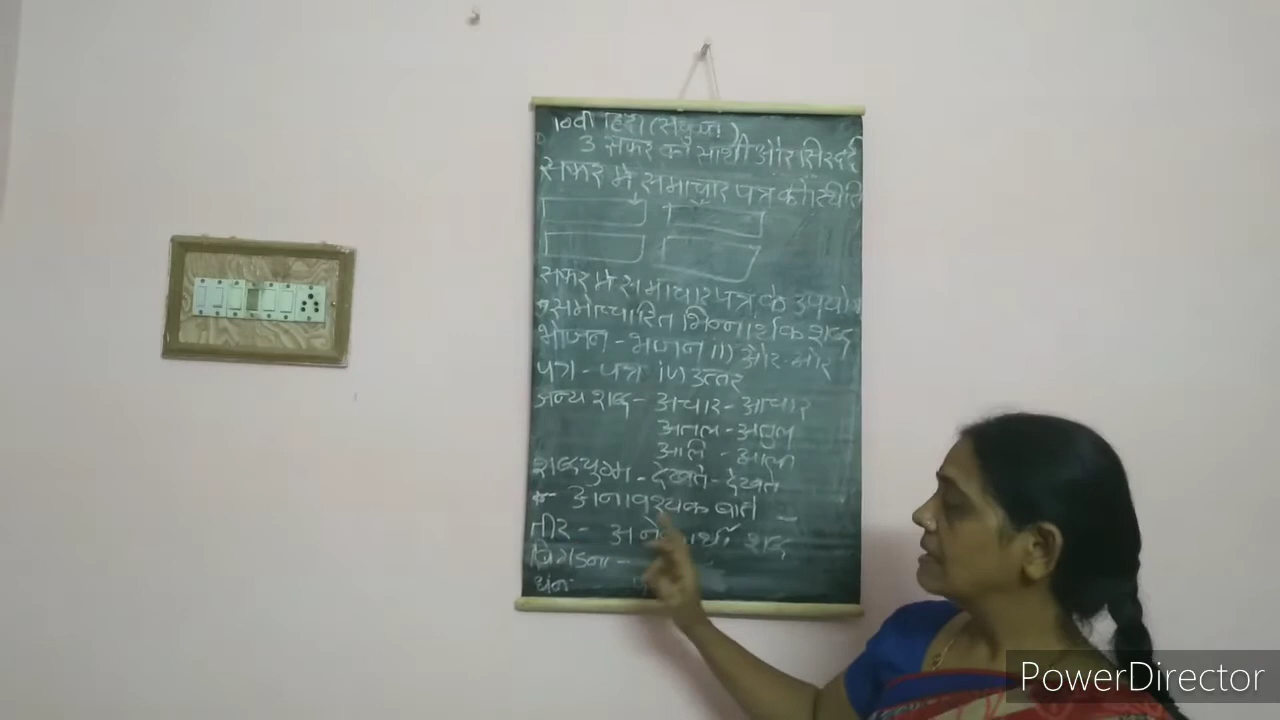 10वी हिंदी (संयुक्त)
3 सफर का साथी और सिरदर्द
सफर मे समाचार पत्र की स्थिति
सफर मे समाचार पत्र के उपयोग
समोच्चारित भिन्नार्थक शब्द
भोजन - भजन III) और - ओर
पत्र - पत्र iv) उत्तर
अन्य शब्द - अचार - आचार
अतल - अतुल
शब्दयुग्म - देखते - देखते
अनावश्यक बाते -
तीर - अनेकार्थी शब्द
बिगडना -
PowerDirector